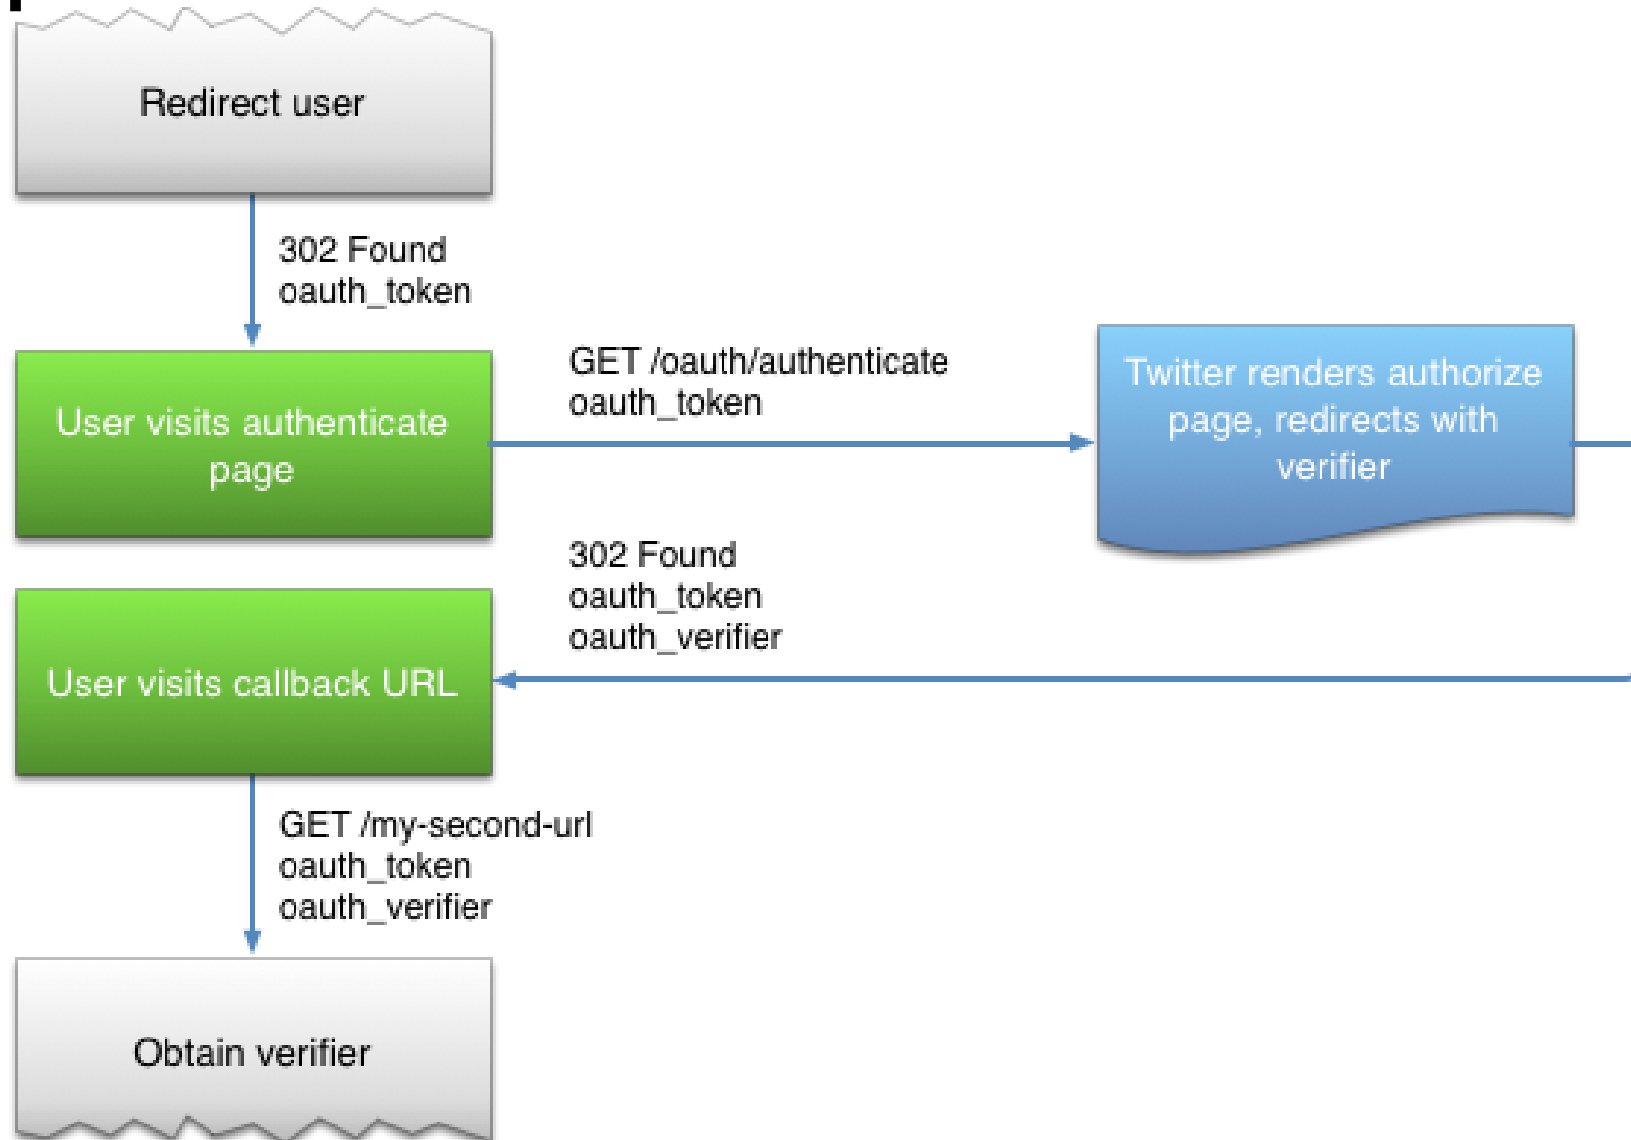 Redirect user
302 Found
oauth_token
User visits authenticate
page
GET /oauth/authenticate
oauth_token
Twitter renders authorize
page, redirects with
verifier
302 Found
oauth_token
oauth_verifier
User visits callback URL
GET /my-second-url
oauth_token
oauth_verifier
Obtain verifier